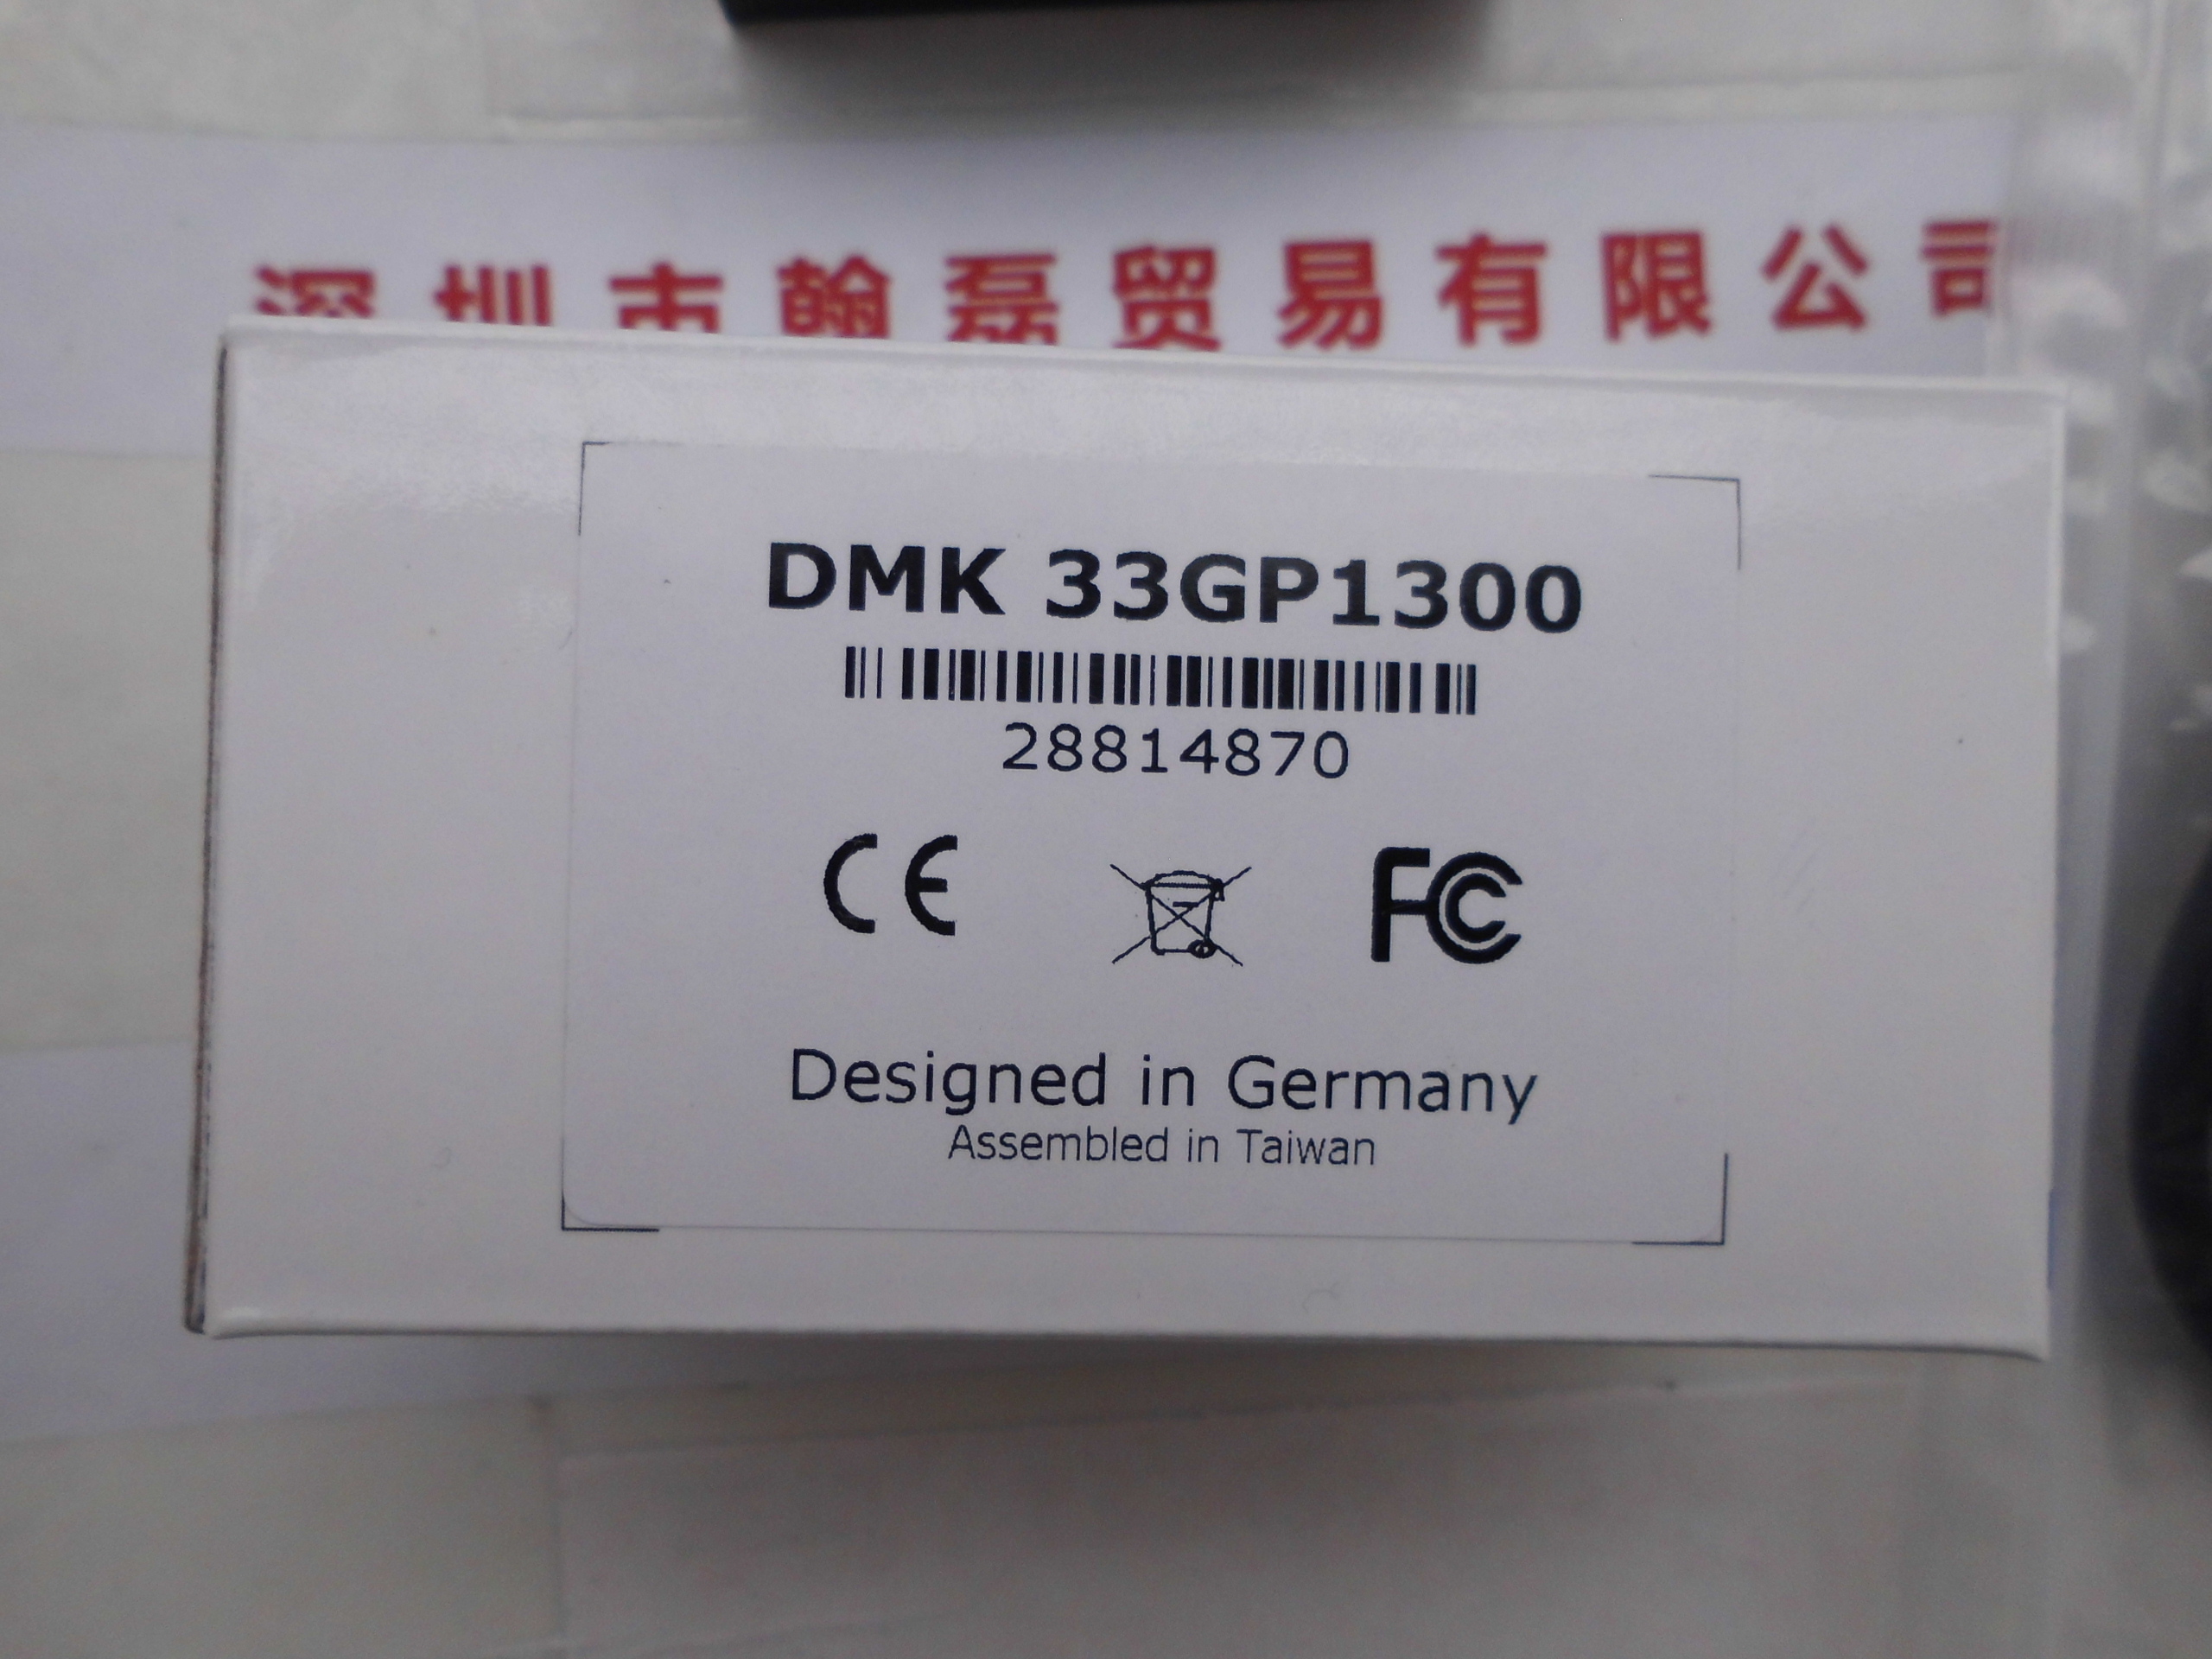 深圳市翰磊贸易有限公司
DMK 33GP1300
28814870
CE FC
Designed in Germany
Assembled in Taiwan